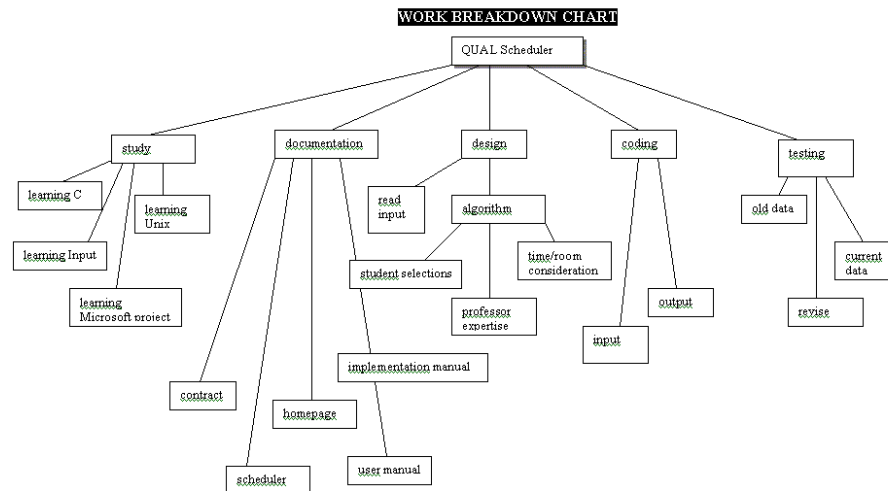 WORK BREAKDOWN CHART
QUAL Scheduler
study
documentation
design
coding
testing
learning C
learning
Unix
read
input
algorithm
old data
learning Input
student selections
time/room
consideration
current
data
learning
Microsoft project
professor
expertise
output
revise
input
implementation manual
contract
homepage
scheduler
user manual